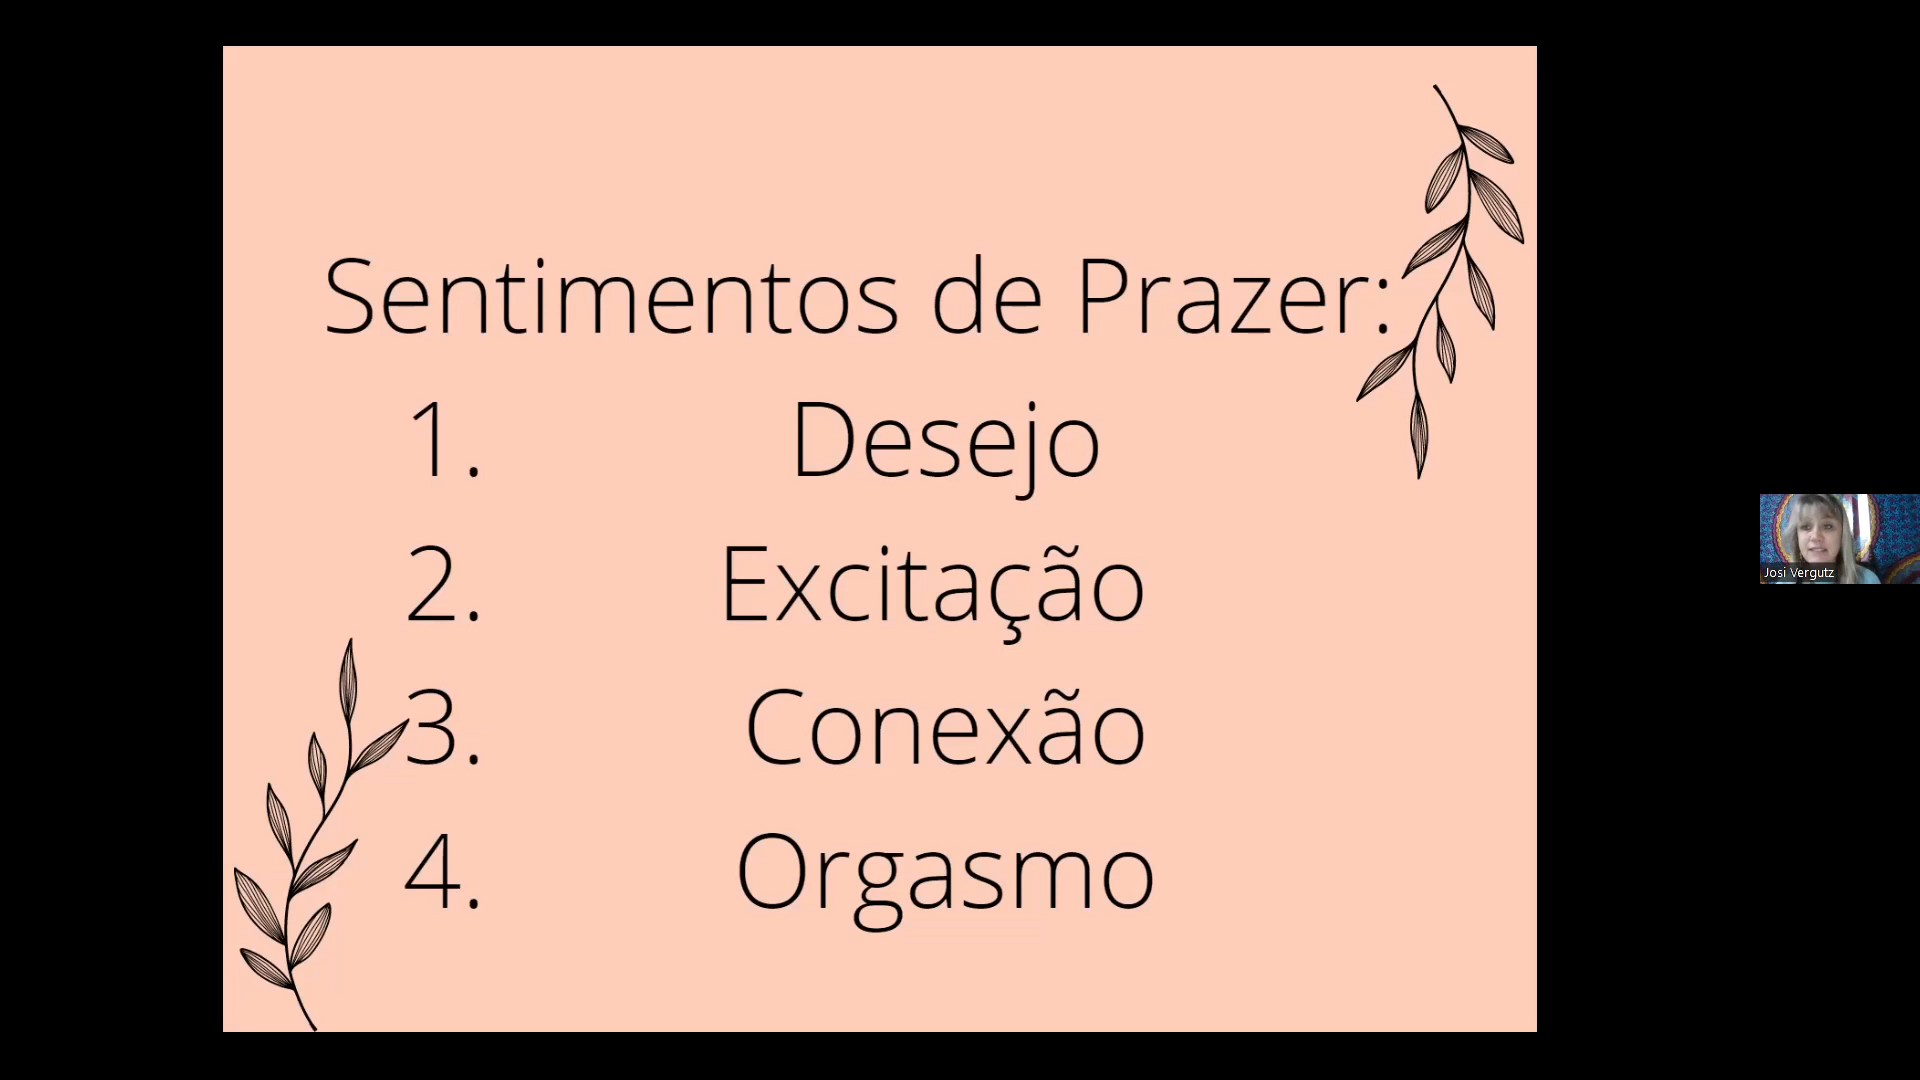 Sentimentos de Prazer:
1. Desejo
2. Excitação
3. Conexão
4. Orgasmo
Josi Vergutz